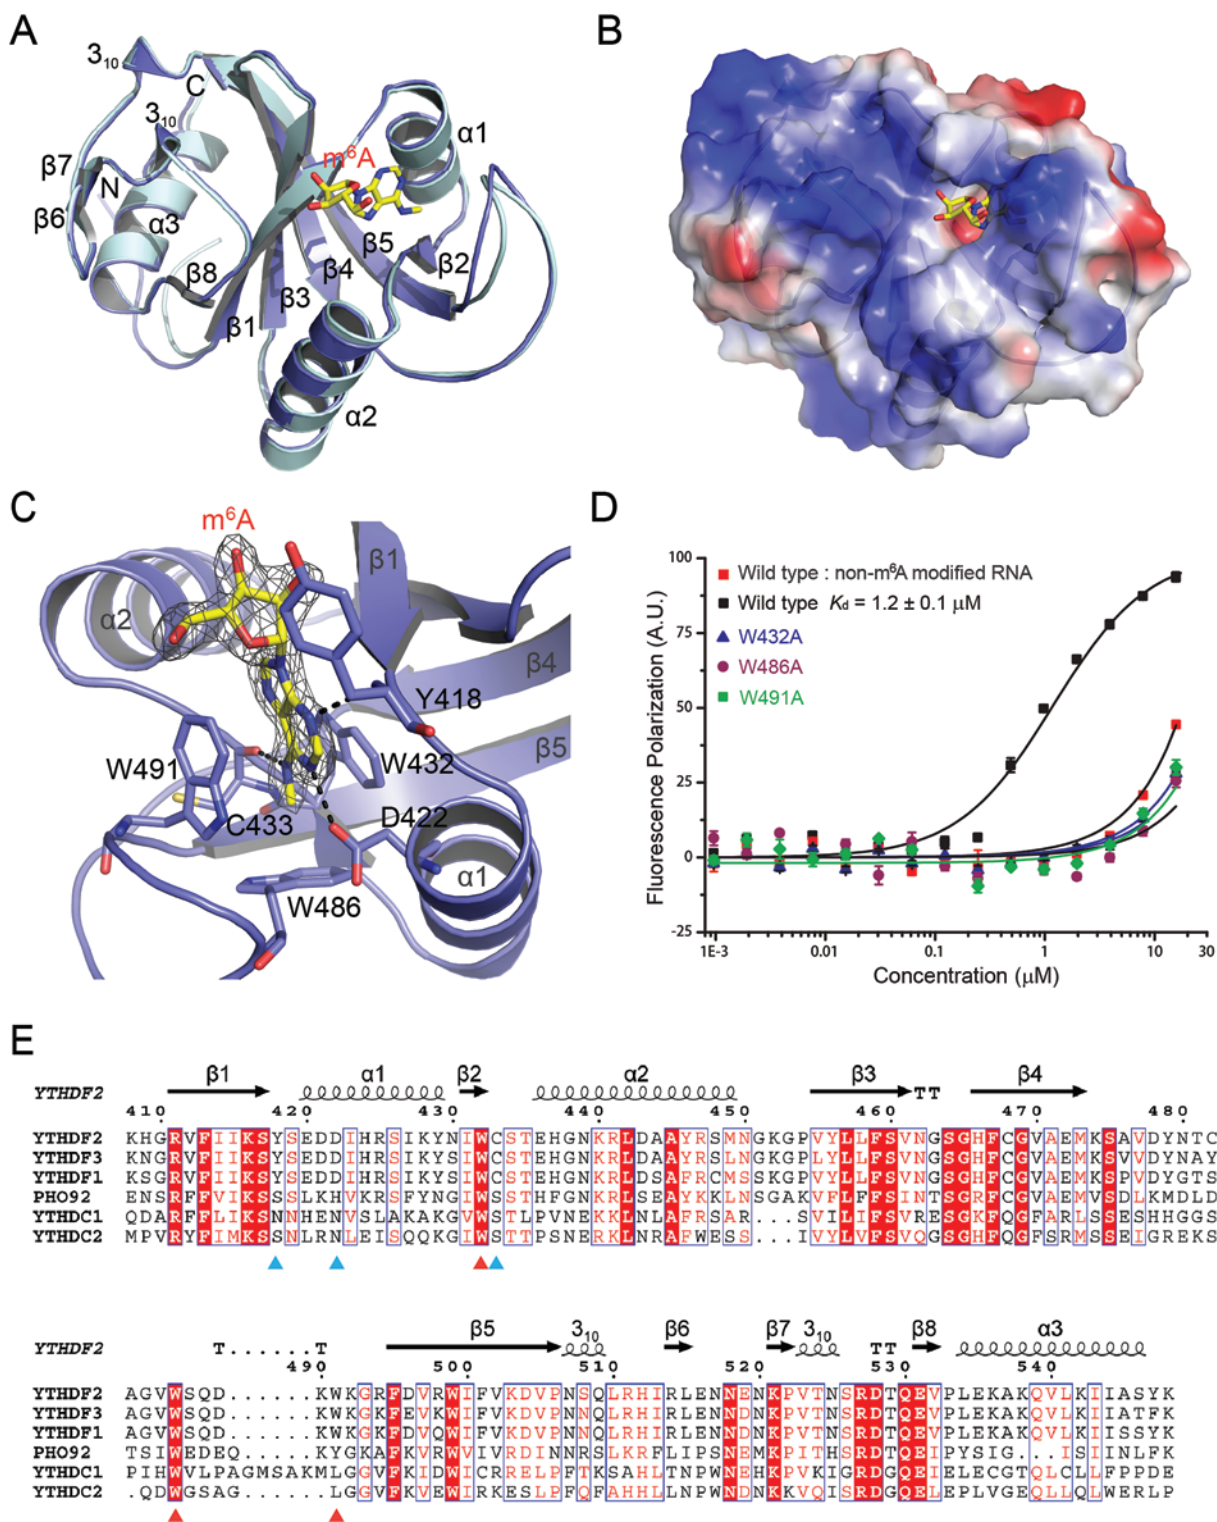 A
3₁₀
C
3₁₀
β7
N
β6
α3
β8
m⁶A
α1
β5
β2
β4
β3
β1
α2
B
C
m⁶A
β1
α2
β4
Y418
β5
W491
W432
C433
D422
α1
W486
D
100
75
50
25
0
-25
Fluorescence Polarization (A.U.)
Wild type : non-m⁶A modified RNA
Wild type Kd = 1.2 ± 0.1 μM
W432A
W486A
W491A
1E-3 0.01 0.1 1 10 30
Concentration (μM)
E
β1 α1 β2 α2 β3 β4
YTHDF2 TT
410 420 430 440 450 460 470 480
YTHDF2 KHGRVFIIKSYSEDDIHRSIKYNIWCSTEHGNKRLDAAYRSMNGKGPVYLLFSVNGSGHFCGVAEMKSAVDYNTC
YTHDF3 KNGRVFIIKSYSEDDIHRSIKYSIWCSTEHGNKRLDAAYRSLNGKGPLYLLFSVNGSGHFCGVAEMKSVVDYNAY
YTHDF1 KSGRVFIIKSYSEDDIHRSIKYSIWCSTEHGNKRLDSAFRCMSSKGPVYLLFSVNGSGHFCGVAEMKSPVDYGTS
PHO92 ENSRFFVIKSSSLKHVKRSFYNGIWSSTHFGNKRLSEAYKKLNSGAKVFLFFSINTSGRFCGVAEMVSDLKMDLD
YTHDC1 QDARFFLIKSNNHENVSLAKAKGVWSTLPVNEKKLNLAFRSAR...SVILIFSVRESGKFQGFARLSSESHHGGS
YTHDC2 MPVRYFIMKSSNLRNLEISQQKGIWSTTPSNERKLNRAFWESS...IVYLVFSVQGSGHFQGFSRMSSEIGREKS
β5 3₁₀ β6 β7 3₁₀ β8 α3
YTHDF2 T......T TT
490 500 510 520 530 540
YTHDF2 AGVWSQD......KWKGRFDVRWIFVKDVPNSQLRHIRLENNENKPVTNSRDTQEVPLEKAKQVLKIIASYK
YTHDF3 AGVWSQD......KWKGKFEVKWIFVKDVPNNQLRHIRLENNDNKPVTNSRDTQEVPLEKAKQVLKIIATFK
YTHDF1 AGVWSQD......KWKGKFDVQWIFVKDVPNNQLRHIRLENNDNKPVTNSRDTQEVPLEKAKQVLKIISSYK
PHO92 TSIWEDEQ.....KYGKAFKVRWVIVRDINNRSLKRFLIPSNEMKPITHSRDTQEIPYSIG..ISIINLFK
YTHDC1 PIHWVLPAGMSAKMLGGVFKIDWICRRELPFTKSAHLTNPWNEHKPVKIGRDGQEIELECGTQLCLLFPPDE
YTHDC2 .QDWGSAG.....LGGVFKVEWIRKESLPFQFAHHLLNPWNDNKKVQISRDGQELEPLVGEQLLQLWERLP